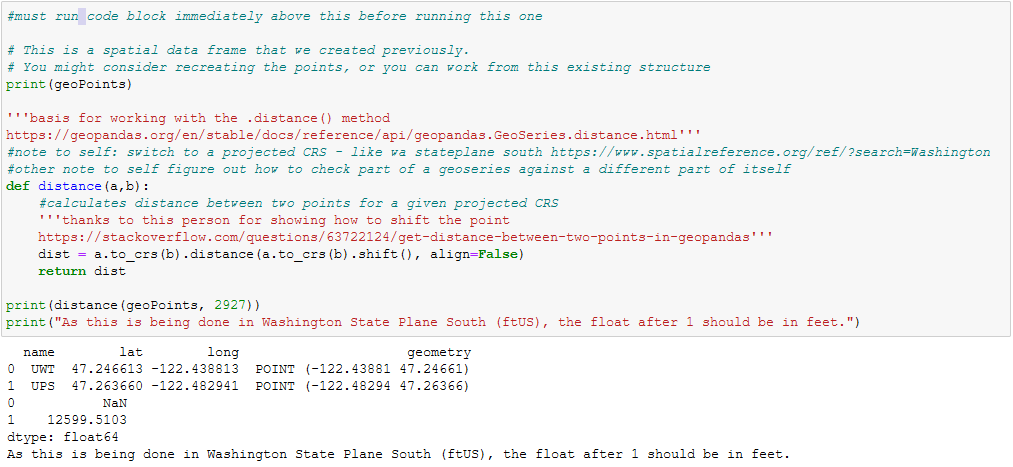 #must run code block immediately above this before running this one
# This is a spatial data frame that we created previously.
# You might consider recreating the points, or you can work from this existing structure
print(geoPoints)
'''basis for working with the .distance() method
https://geopandas.org/en/stable/docs/reference/api/geopandas.GeoSeries.distance.html'''
#note to self: switch to a projected CRS - like wa stateplane south https://www.spatialreference.org/ref/?search=Washington
#other note to self figure out how to check part of a geoseries against a different part of itself
def distance(a,b):
    #calculates distance between two points for a given projected CRS
    '''thanks to this person for showing how to shift the point
    https://stackoverflow.com/questions/63722124/get-distance-between-two-points-in-geopandas'''
    dist = a.to_crs(b).distance(a.to_crs(b).shift(), align=False)
    return dist
print(distance(geoPoints, 2927))
print("As this is being done in Washington State Plane South (ftUS), the float after 1 should be in feet.")
  name        lat        long                     geometry
0  UWT  47.246613 -122.438813  POINT (-122.43881 47.24661)
1  UPS  47.263660 -122.482941  POINT (-122.48294 47.26366)
0           NaN
1    12599.5103
dtype: float64
As this is being done in Washington State Plane South (ftUS), the float after 1 should be in feet.